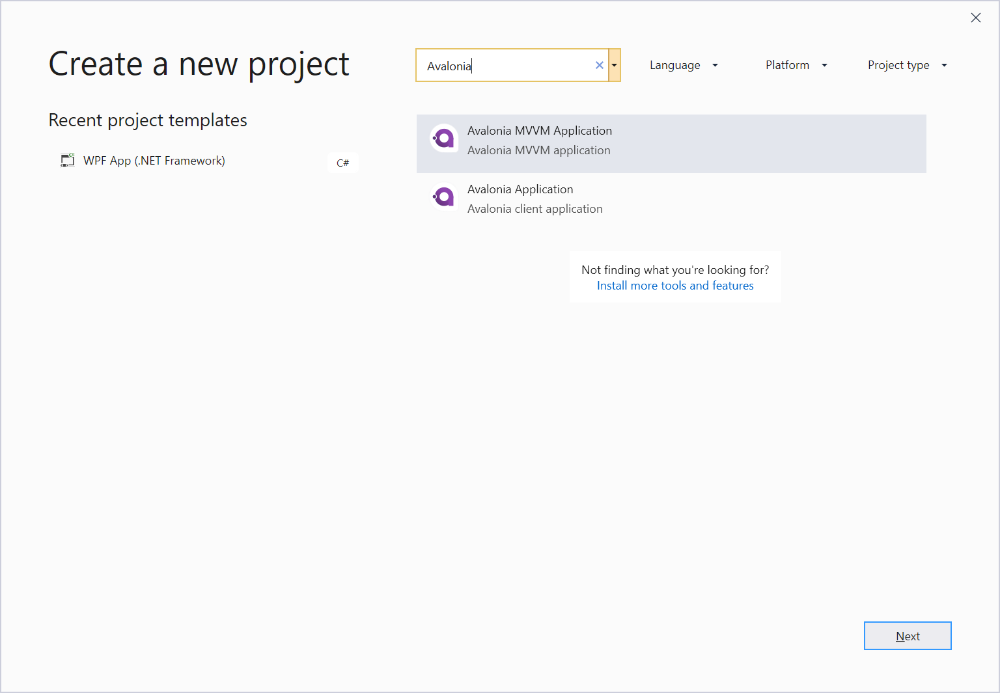 Create a new project
Avalonia
Language
Platform
Project type
Recent project templates
WPF App (.NET Framework)
C#
Avalonia MVVM Application
Avalonia MVVM application
Avalonia Application
Avalonia client application
Not finding what you're looking for?
Install more tools and features
Next